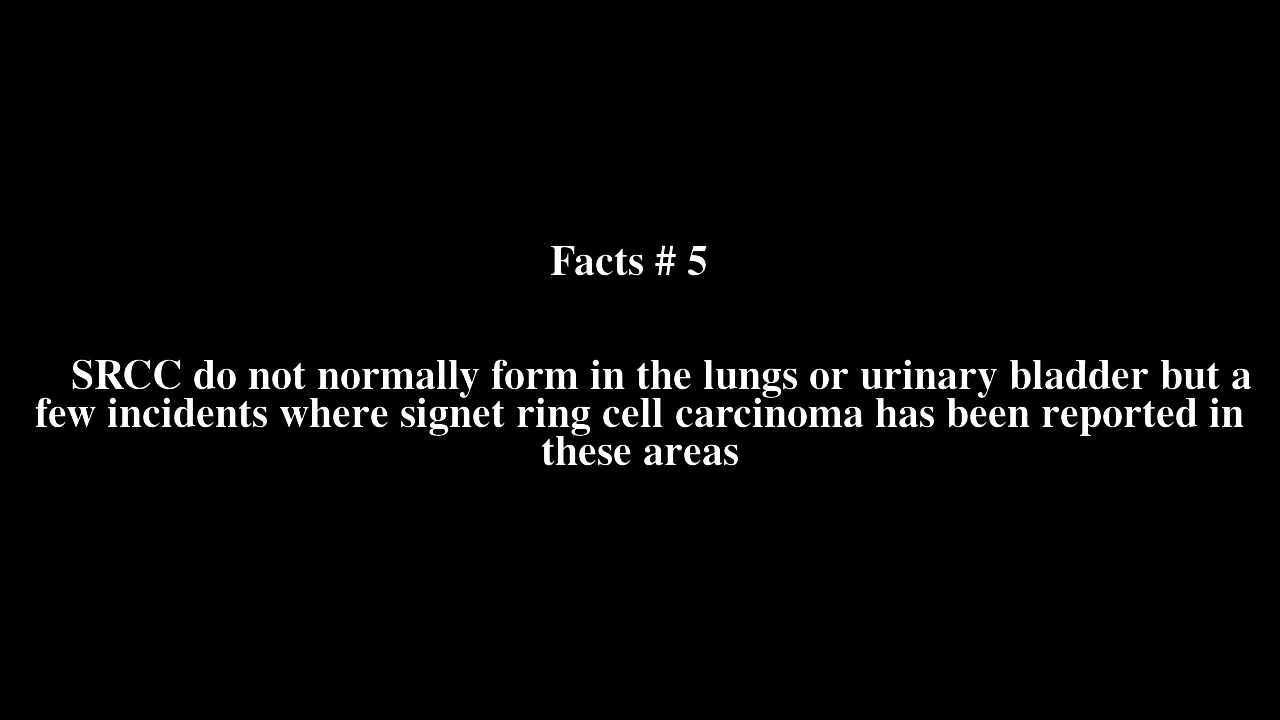 Facts # 5
SRCC do not normally form in the lungs or urinary bladder but a
few incidents where signet ring cell carcinoma has been reported in
these areas